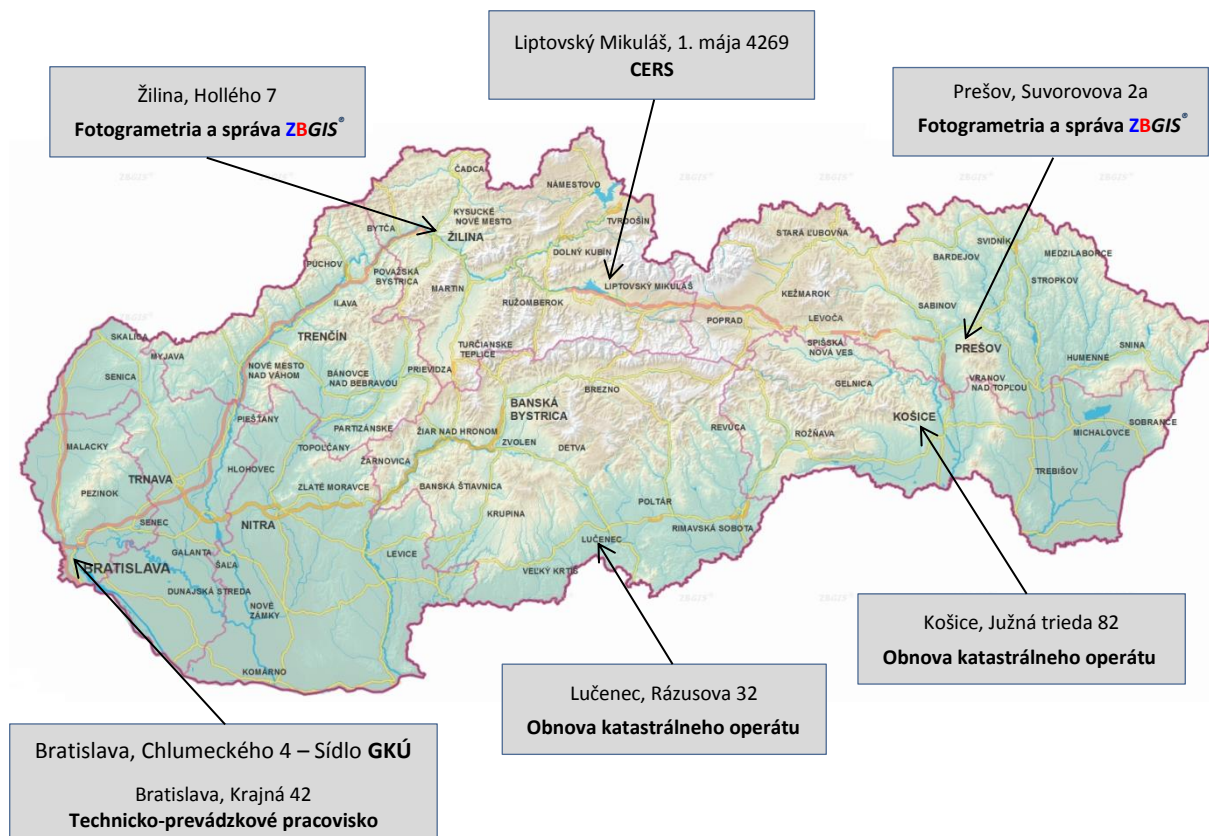 Liptovský Mikuláš, 1. mája 4269
CERS
Žilina, Hollého 7
Fotogrametria a správa ZBGIS®
Prešov, Suvorovova 2a
Fotogrametria a správa ZBGIS®
ZBGIS
ČADCA
NÁMESTOVO
KYSUCKÉ
NOVÉ MESTO
TVRDOŠÍN
BYTČA
ŽILINA
STARÁ ĽUBOVŇA
SVIDNÍK
BARDEJOV
MEDZILABORCE
DOLNÝ KUBÍN
PÚCHOV
POVAŽSKÁ
BYSTRICA
STROPKOV
MARTIN
LIPTOVSKÝ MIKULÁŠ
KEŽMAROK
ILAVA
RUŽOMBEROK
SABINOV
POPRAD
LEVOČA
SKALICA
TRENČÍN
TURČIANSKE
TEPLICE
SPIŠSKÁ
NOVÁ VES
PREŠOV
SNINA
MYJAVA
HUMENNÉ
NOVÉ MESTO
NAD VÁHOM
BÁNOVCE
NAD BEBRAVOU
PRIEVIDZA
SENICA
BREZNO
GELNICA
VRANOV
NAD TOPĽOU
BANSKÁ
BYSTRICA
PIEŠŤANY
PARTIZÁNSKE
KOŠICE
SOBRANCE
ŽIAR NAD HRONOM
REVÚCA
ROŽŇAVA
MICHALOVCE
MALACKY
TOPOĽČANY
ZVOLEN
DETVA
HLOHOVEC
ŽARNOVICA
TREBIŠOV
TRNAVA
ZLATÉ MORAVCE
BANSKÁ ŠTIAVNICA
PEZINOK
POLTÁR
KRUPINA
SENEC
NITRA
RIMAVSKÁ SOBOTA
GALANTA
LEVICE
LUČENEC
BRATISLAVA
ŠAĽA
VEĽKÝ KRTÍŠ
DUNAJSKÁ STREDA
NOVÉ
ZÁMKY
KOMÁRNO
Košice, Južná trieda 82
Obnova katastrálneho operátu
Lučenec, Rázusova 32
Obnova katastrálneho operátu
Bratislava, Chlumeckého 4 – Sídlo GKÚ
Bratislava, Krajná 42
Technicko-prevádzkové pracovisko